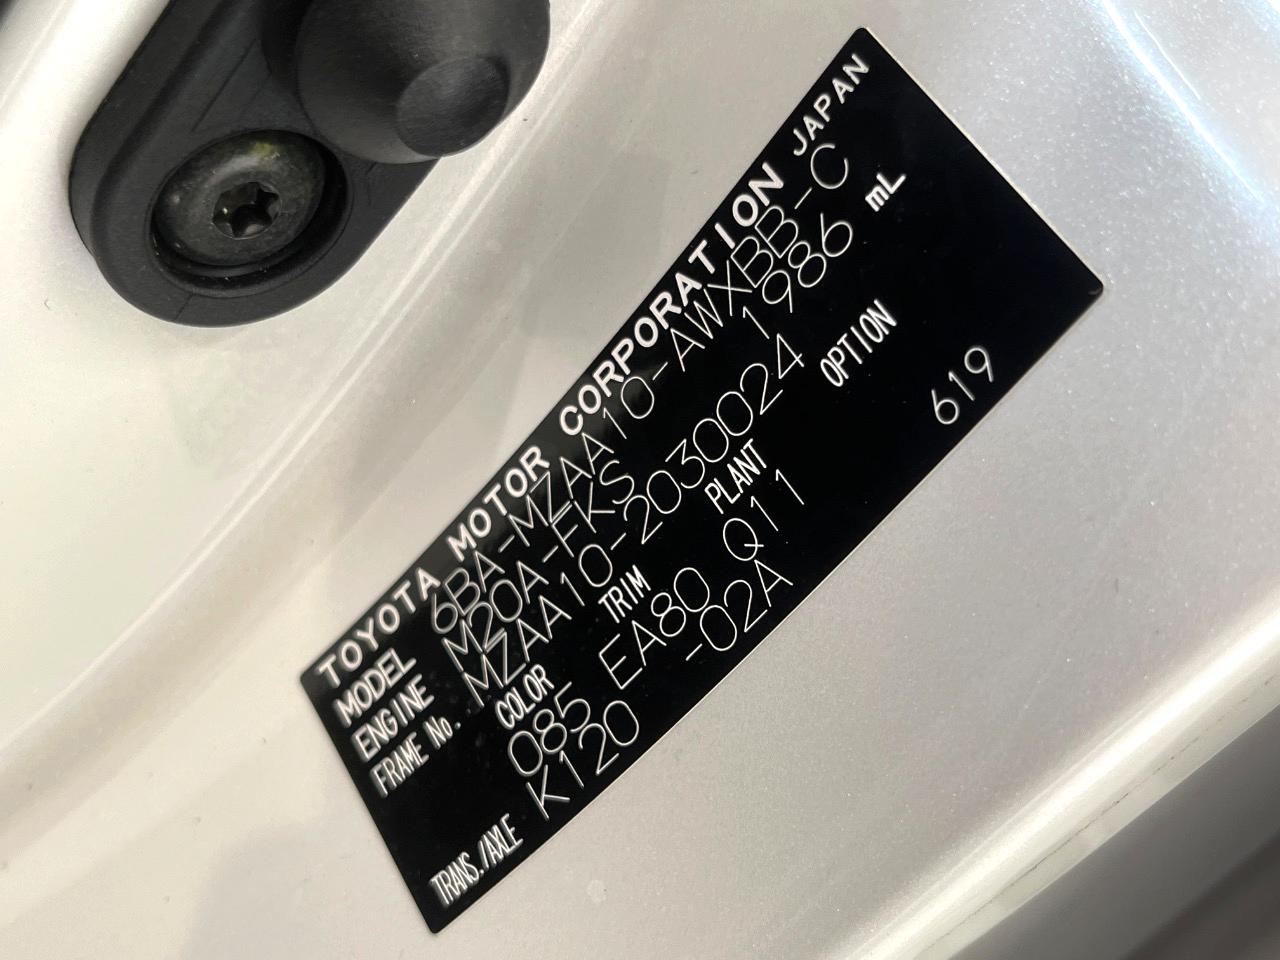 TOYOTA MOTOR CORPORATION JAPAN
MODEL 6BA-MZAA10-AWXBB-C
ENGINE M20A-FKS 1986 mL
FRAME No. MZAA10-2030024
COLOR TRIM PLANT OPTION
085 EA80 Q11 619
TRANS./AXLE K120 -02A